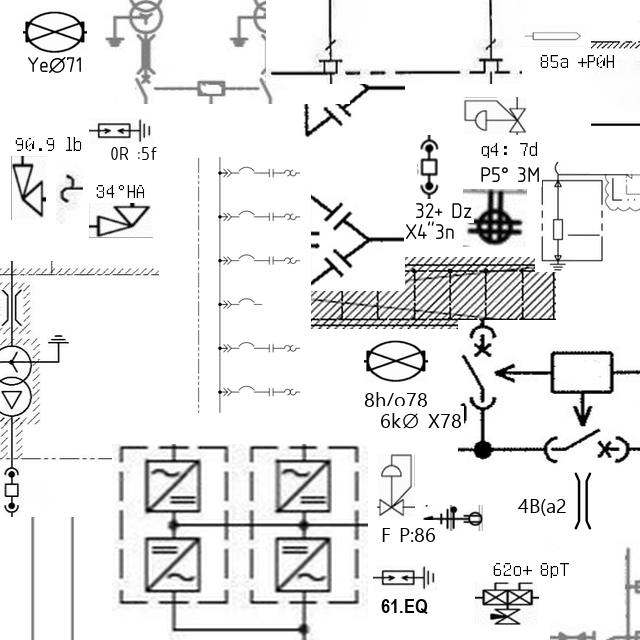 YeØ71
85a +PØH
90.9 lb
0R :5f
q4: 7d
P5° 3M
34°HA
32+ Dz
X4"3n
8h/o78
6kØ X78
4B(a2
F P:86
62o+ 8pT
61.EQ